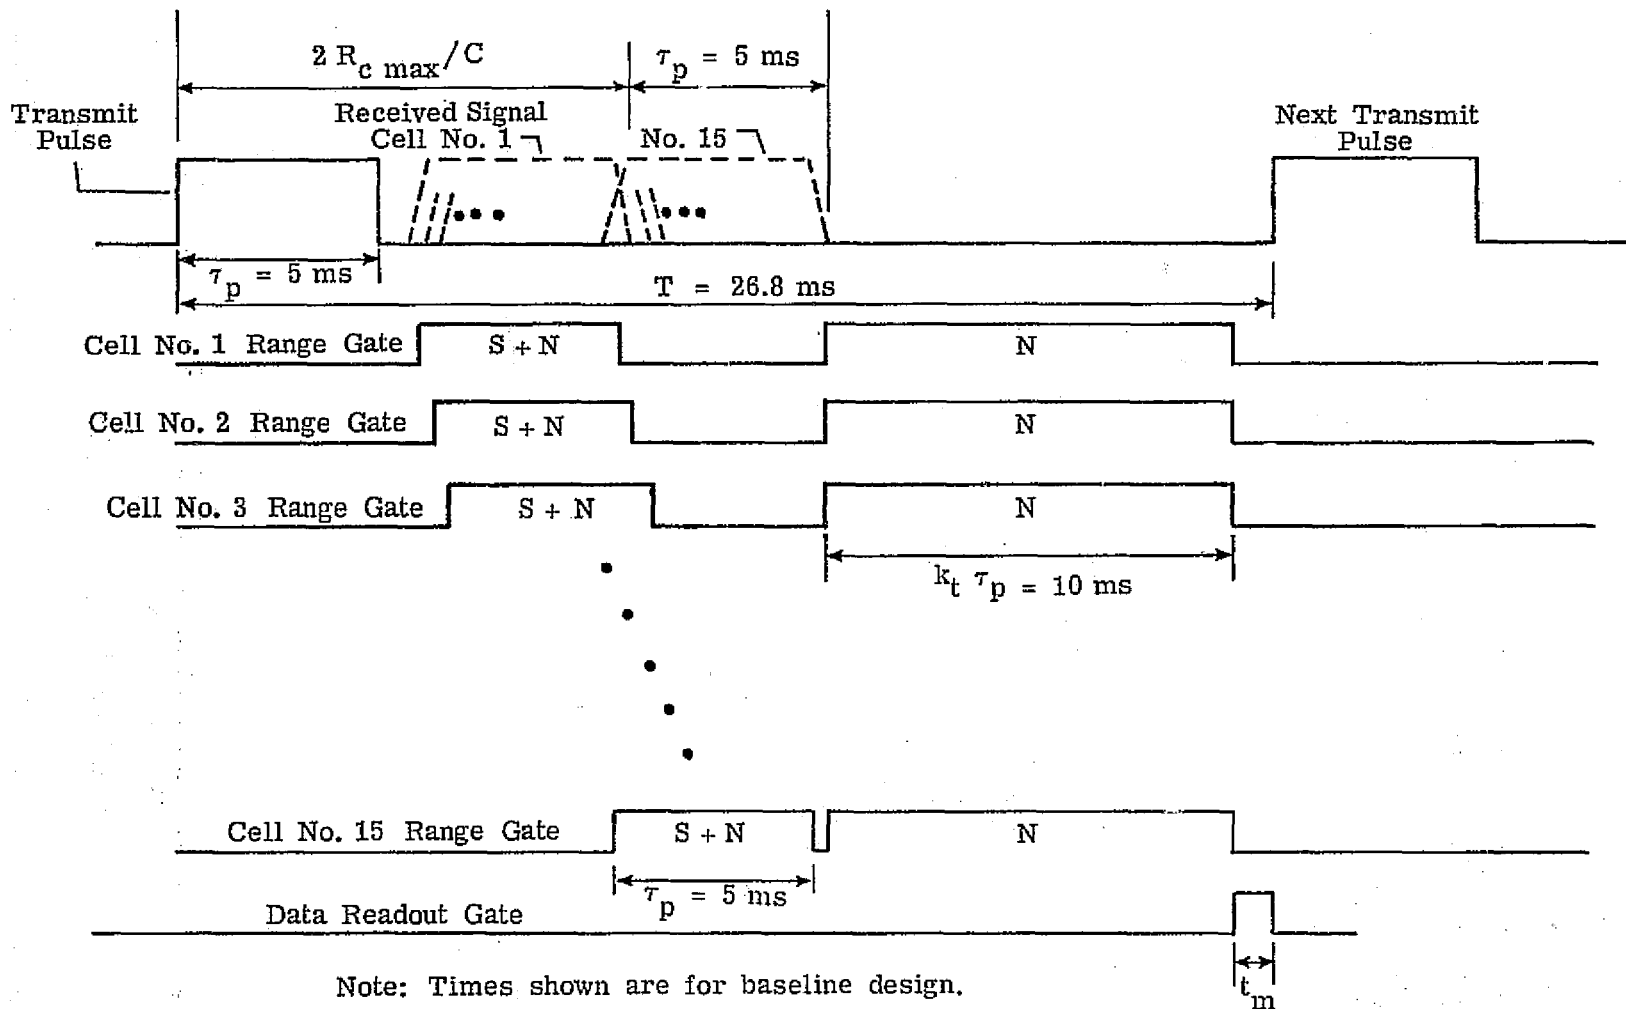 2 R_c max/C
τ_p = 5 ms
Transmit
Pulse
Received Signal
Cell No. 1
No. 15
Next Transmit
Pulse
τ_p = 5 ms
T = 26.8 ms
Cell No. 1 Range Gate
S + N
N
Cell No. 2 Range Gate
S + N
N
Cell No. 3 Range Gate
S + N
N
k_t τ_p = 10 ms
Cell No. 15 Range Gate
S + N
N
τ_p = 5 ms
Data Readout Gate
t_m
Note: Times shown are for baseline design.